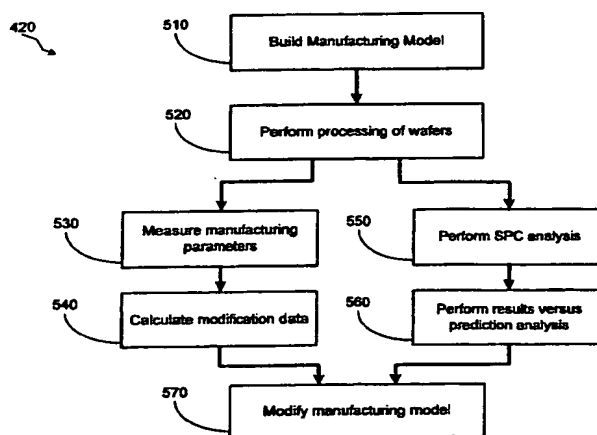 420
510
Build Manufacturing Model
520
Perform processing of wafers
530
Measure manufacturing
parameters
550
Perform SPC analysis
540
Calculate modification data
560
Perform results versus
prediction analysis
570
Modify manufacturing model